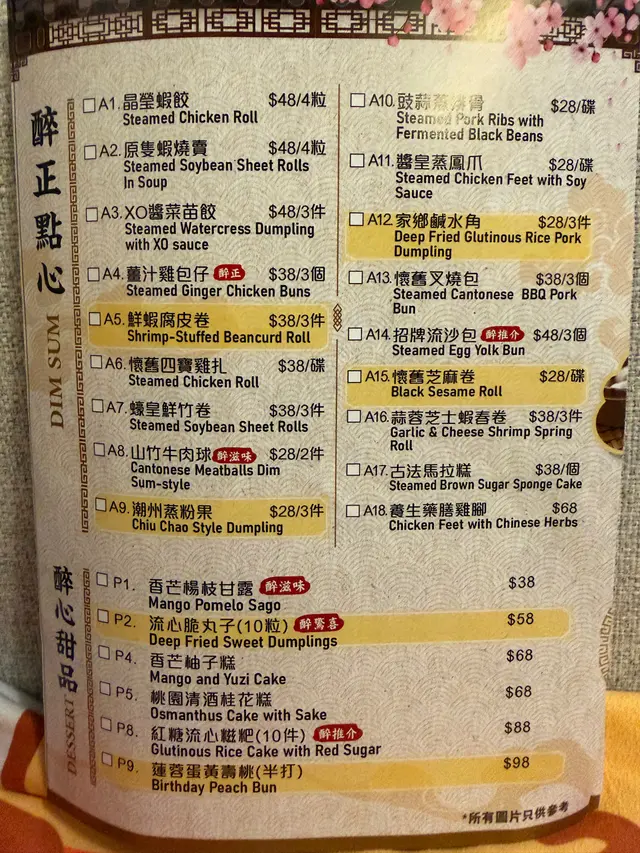 醉正點心
DIM SUM
A1.晶瑩蝦餃 $48/4粒
Steamed Chicken Roll
A2.原隻蝦燒賣 $48/4粒
Steamed Soybean Sheet Rolls
In Soup
A3.XO醬菜苗餃 $48/3件
Steamed Watercress Dumpling
with XO sauce
A4.薑汁雞包仔 醉正 $38/3個
Steamed Ginger Chicken Buns
A5.鮮蝦腐皮卷 $38/3件
Shrimp-Stuffed Beancurd Roll
A6.懷舊四寶雞扎 $38/碟
Steamed Chicken Roll
A7.蠔皇鮮竹卷 $38/3件
Steamed Soybean Sheet Rolls
A8.山竹牛肉球 醉滋味 $28/2件
Cantonese Meatballs Dim
Sum-style
A9.潮州蒸粉果 $28/3件
Chiu Chao Style Dumpling
A10.豉蒜蒸排骨 $28/碟
Steamed Pork Ribs with
Fermented Black Beans
A11.醬皇蒸鳳爪 $28/碟
Steamed Chicken Feet with Soy
Sauce
A12.家鄉鹹水角 $28/3件
Deep Fried Glutinous Rice Pork
Dumpling
A13.懷舊叉燒包 $38/3個
Steamed Cantonese BBQ Pork
Bun
A14.招牌流沙包 醉推介 $48/3個
Steamed Egg Yolk Bun
A15.懷舊芝麻卷 $28/碟
Black Sesame Roll
A16.蒜蓉芝士蝦春卷 $38/3件
Garlic & Cheese Shrimp Spring
Roll
A17.古法馬拉糕 $38/個
Steamed Brown Sugar Sponge Cake
A18.養生藥膳雞腳 $68
Chicken Feet with Chinese Herbs
醉心甜品
DESSERT
P1. 香芒楊枝甘露 醉滋味 $38
Mango Pomelo Sago
P2. 流心脆丸子(10粒) 醉驚喜 $58
Deep Fried Sweet Dumplings
P4. 香芒柚子糕 $68
Mango and Yuzi Cake
P5. 桃園清酒桂花糕 $68
Osmanthus Cake with Sake
P8. 紅糖流心糍粑(10件) 醉推介 $88
Glutinous Rice Cake with Red Sugar
P9. 蓮蓉蛋黃壽桃(半打) $98
Birthday Peach Bun
*所有圖片只供參考